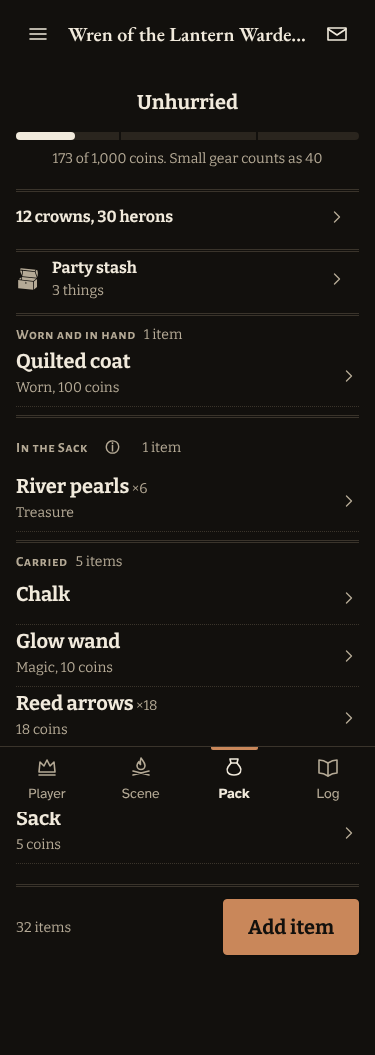 Wren of the Lantern Warde...
Unhurried
173 of 1,000 coins. Small gear counts as 40
12 crowns, 30 herons
Party stash
3 things
Worn and in hand 1 item
Quilted coat
Worn, 100 coins
In the Sack 1 item
River pearls ×6
Treasure
Carried 5 items
Chalk
Glow wand
Magic, 10 coins
Reed arrows ×18
18 coins
Player Scene Pack Log
Sack
5 coins
32 items Add item